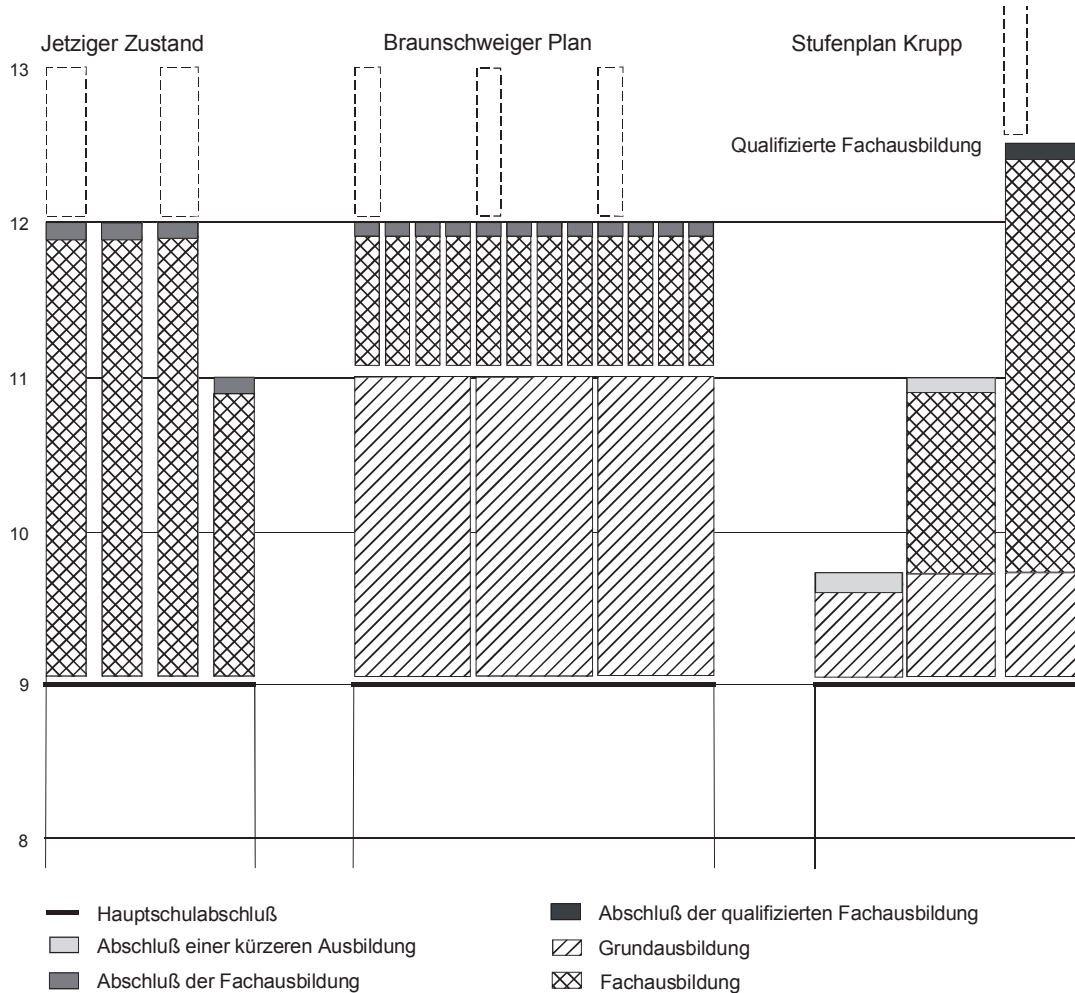 Jetziger Zustand
Braunschweiger Plan
Stufenplan Krupp
13
Qualifizierte Fachausbildung
12
11
10
9
8
Hauptschulabschluß
Abschluß einer kürzeren Ausbildung
Abschluß der Fachausbildung
Abschluß der qualifizierten Fachausbildung
Grundausbildung
Fachausbildung